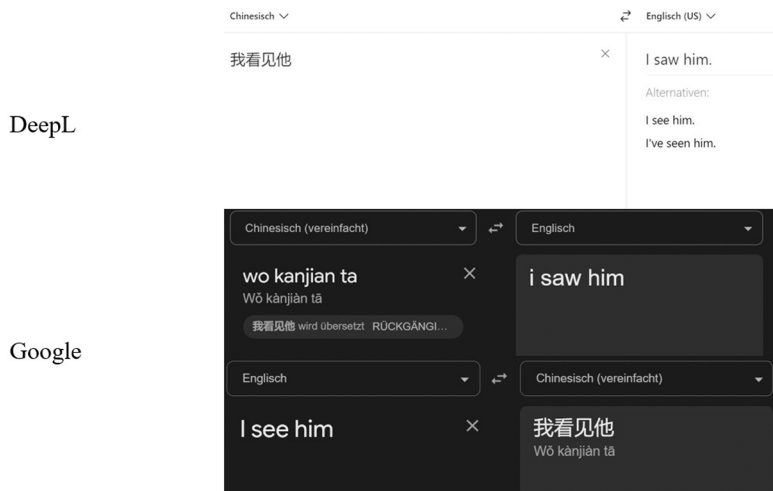 Chinesisch
Englisch (US)
我看见他
I saw him.
Alternativen:
I see him.
I've seen him.
DeepL
Chinesisch (vereinfacht)
Englisch
wo kanjian ta
Wǒ kànjiàn tā
我看见他 wird übersetzt RÜCKGÄNGI...
i saw him
Google
Englisch
Chinesisch (vereinfacht)
I see him
我看见他
Wǒ kànjiàn tā